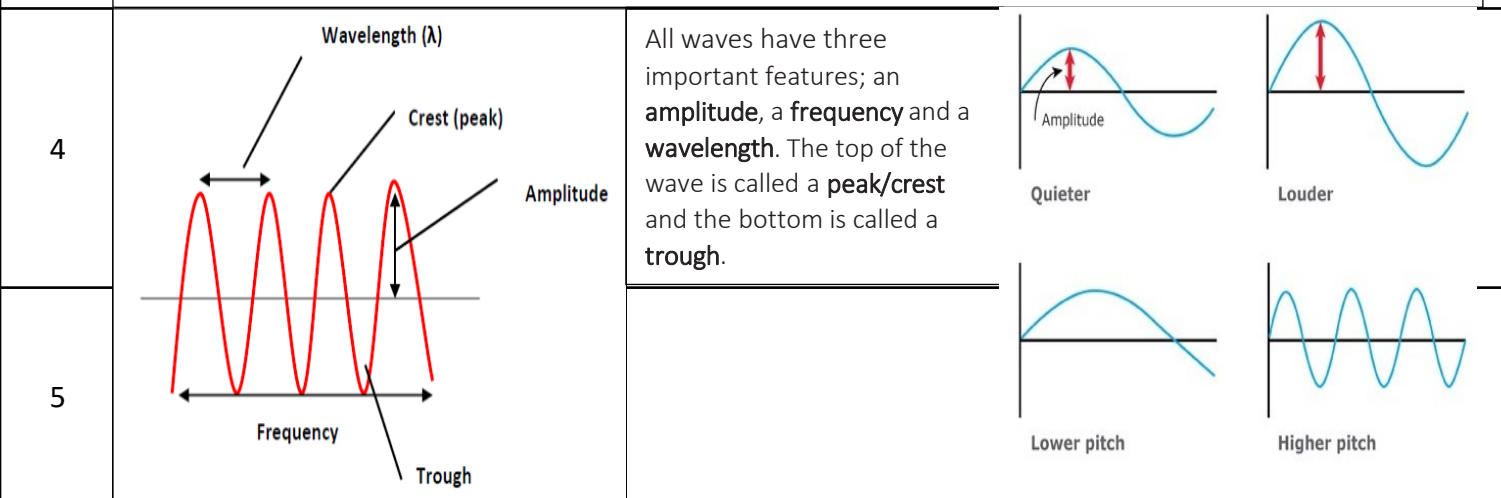 4
5
Wavelength (λ)
Crest (peak)
Amplitude
Frequency
Trough
All waves have three
important features; an
amplitude, a frequency and a
wavelength. The top of the
wave is called a peak/crest
and the bottom is called a
trough.
Amplitude
Quieter
Louder
Lower pitch
Higher pitch